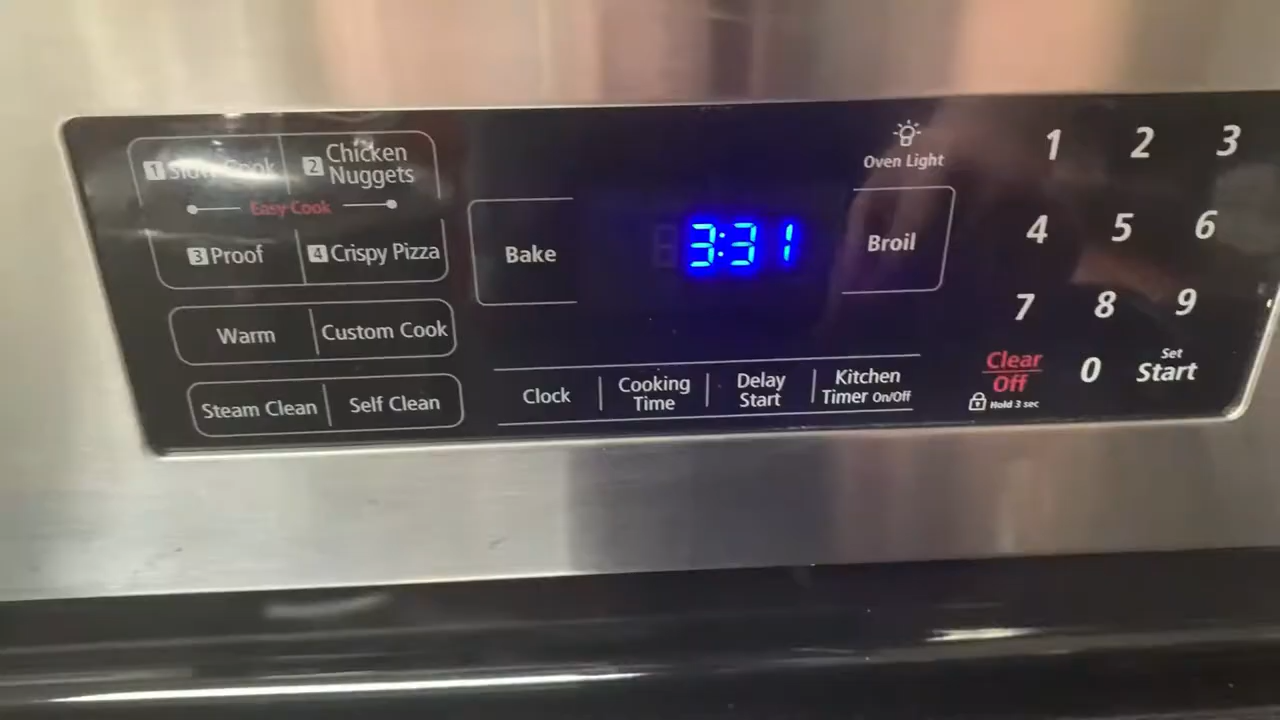 1 Slow Cook
2 Chicken
Nuggets
Easy Cook
3 Proof
4 Crispy Pizza
Warm
Custom Cook
Steam Clean
Self Clean
Bake
3:31
Oven Light
Broil
Clock
Cooking
Time
Delay
Start
Kitchen
Timer On/Off
1 2 3
4 5 6
7 8 9
Clear
Off
Hold 3 sec
0
Set
Start